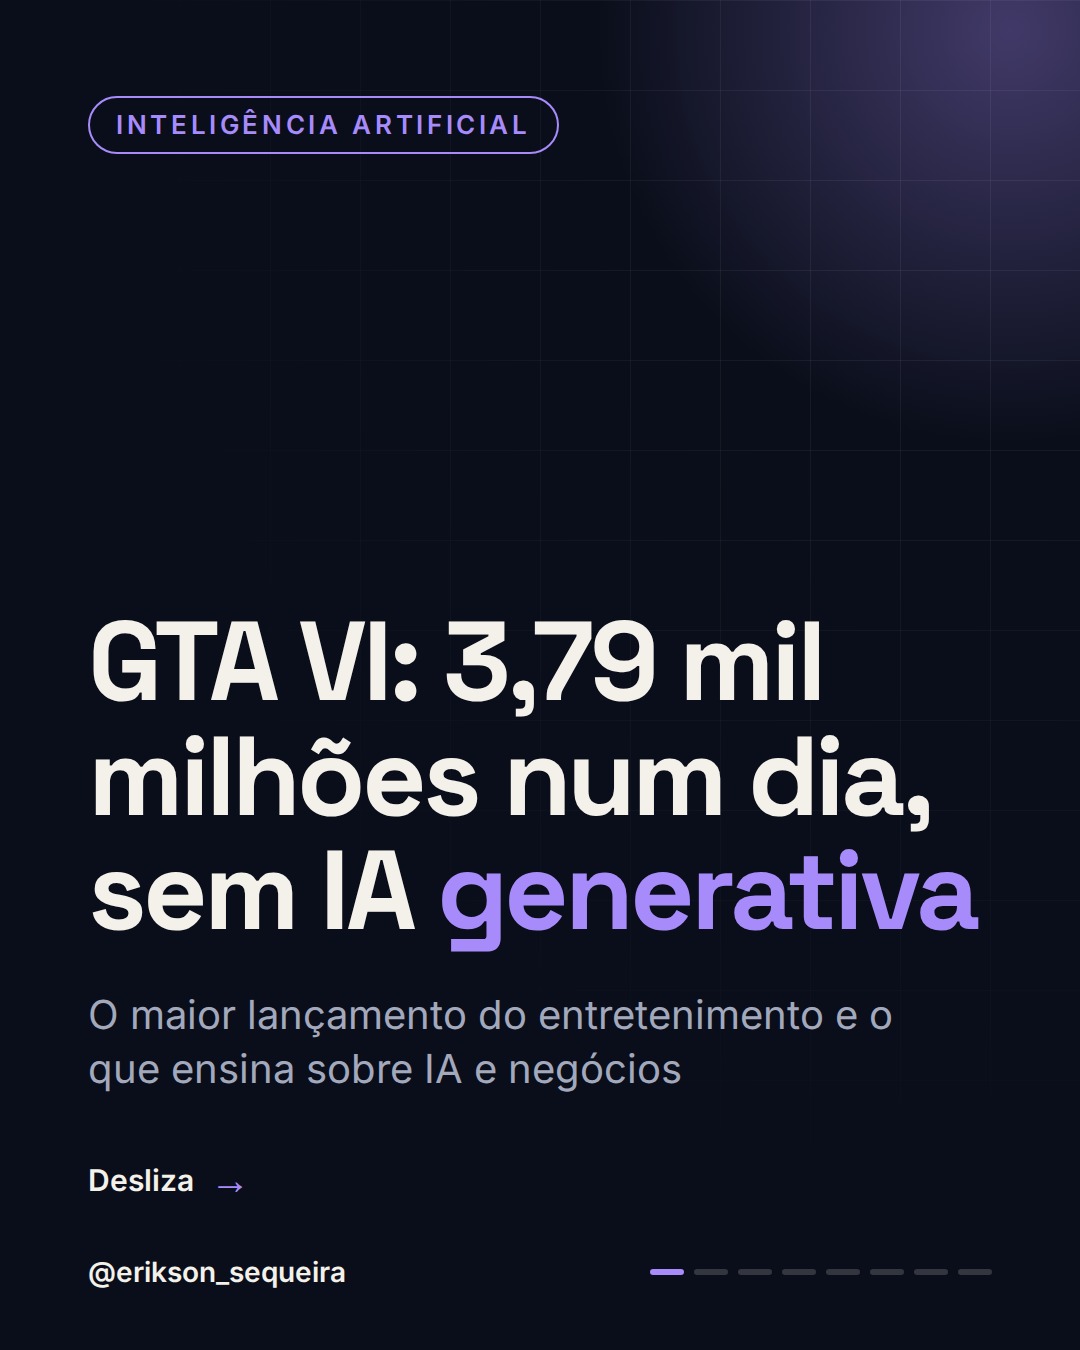 INTELIGÊNCIA ARTIFICIAL
GTA VI: 3,79 mil
milhões num dia,
sem IA generativa
O maior lançamento do entretenimento e o
que ensina sobre IA e negócios
Desliza →
@erikson_sequeira